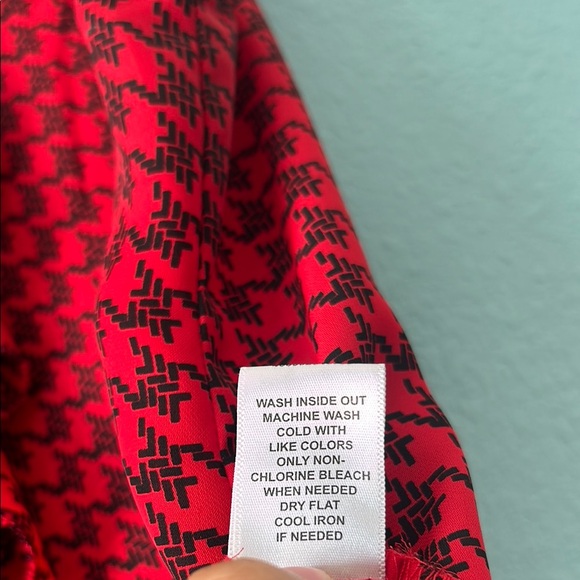 WASH INSIDE OUT
MACHINE WASH
COLD WITH
LIKE COLORS
ONLY NON-
CHLORINE BLEACH
WHEN NEEDED
DRY FLAT
COOL IRON
IF NEEDED